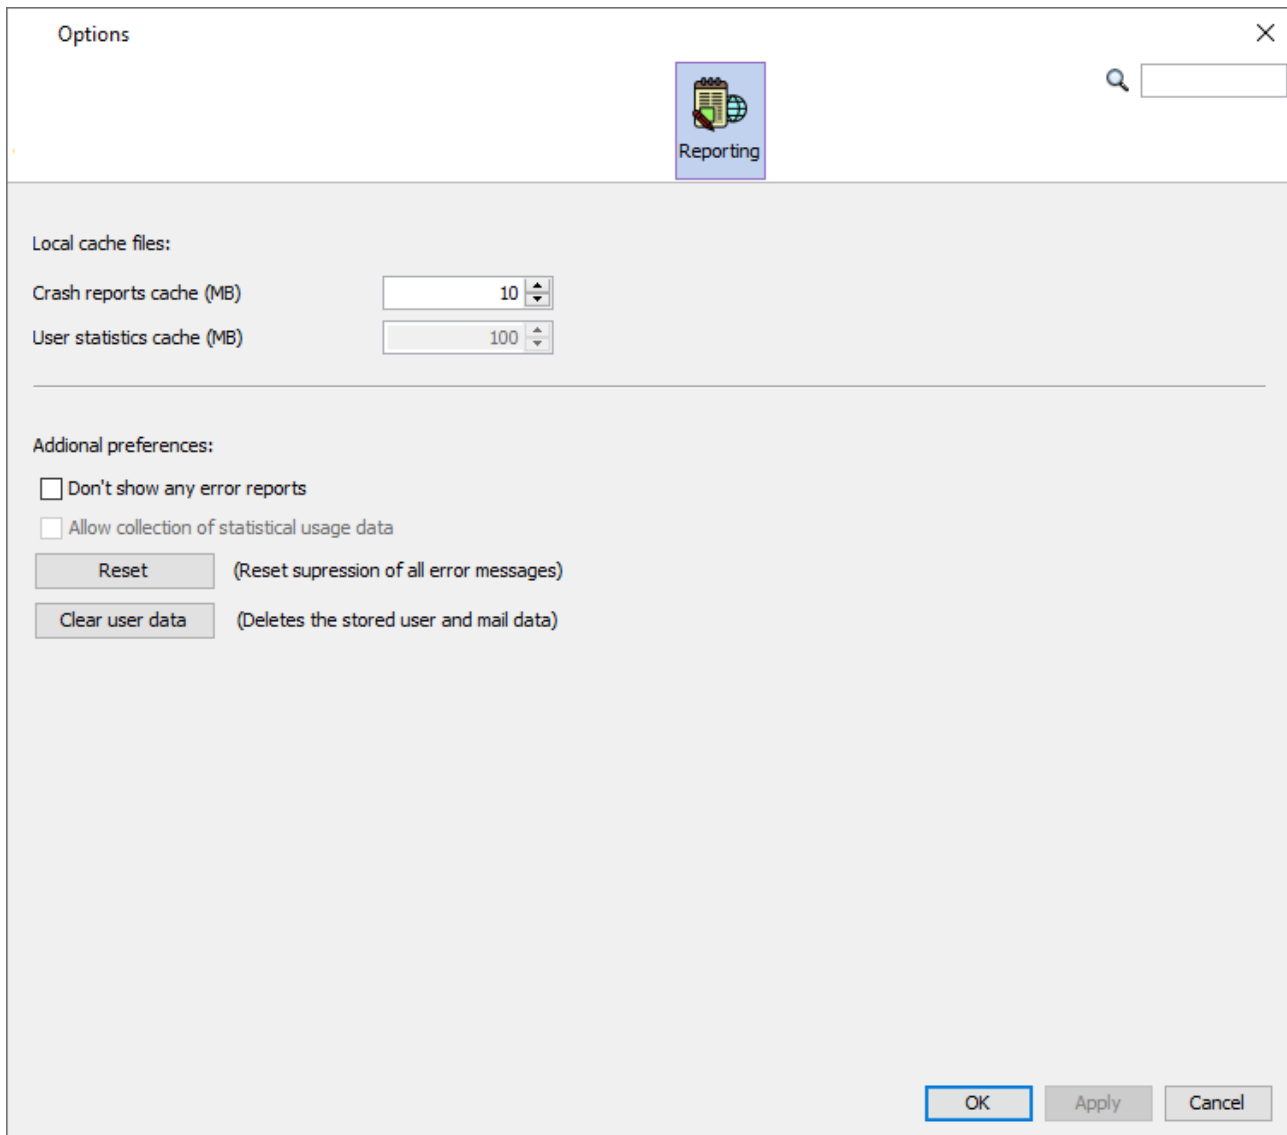 Options
Reporting
Local cache files:
Crash reports cache (MB) 10
User statistics cache (MB) 100
Addional preferences:
Don't show any error reports
Allow collection of statistical usage data
Reset (Reset supression of all error messages)
Clear user data (Deletes the stored user and mail data)
OK Apply Cancel